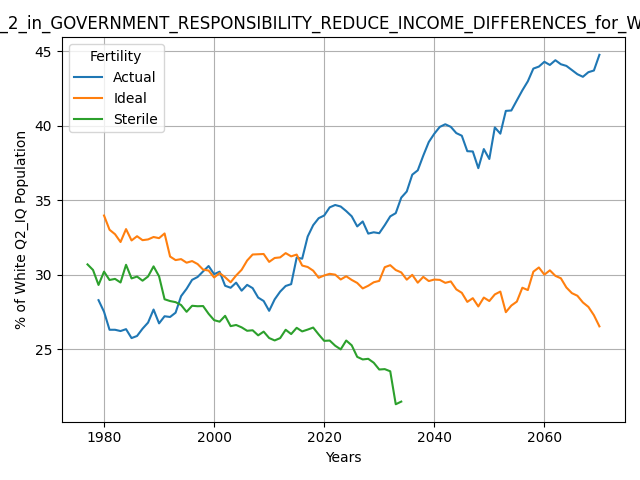 _2_in_GOVERNMENT_RESPONSIBILITY_REDUCE_INCOME_DIFFERENCES_for_W
Fertility
Actual
Ideal
Sterile
% of White Q2_IQ Population
45
40
35
30
25
1980
2000
2020
2040
2060
Years